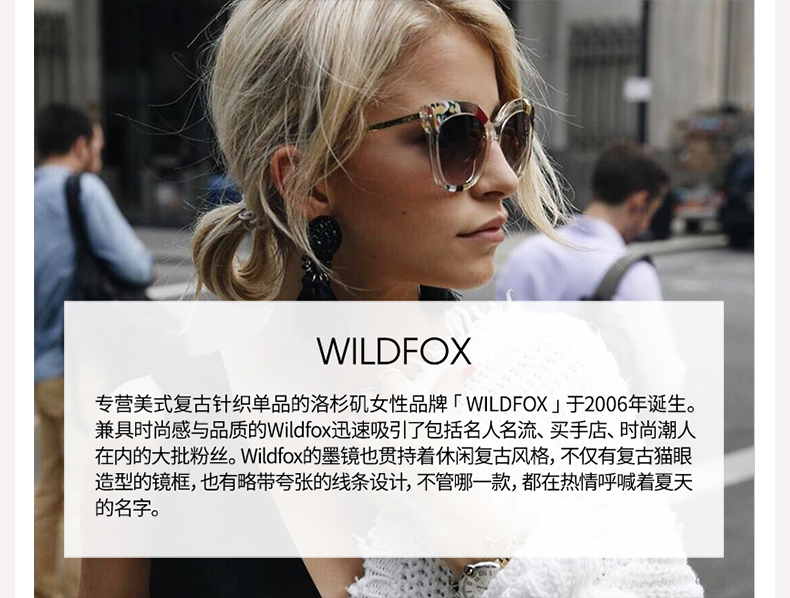 WILDFOX
专营美式复古针织单品的洛杉矶女性品牌「WILDFOX」于2006年诞生。
兼具时尚感与品质的Wildfox迅速吸引了包括名人名流、买手店、时尚潮人
在内的大批粉丝。Wildfox的墨镜也贯持着休闲复古风格,不仅有复古猫眼
造型的镜框,也有略带夸张的线条设计,不管哪一款,都在热情呼喊着夏天
的名字。